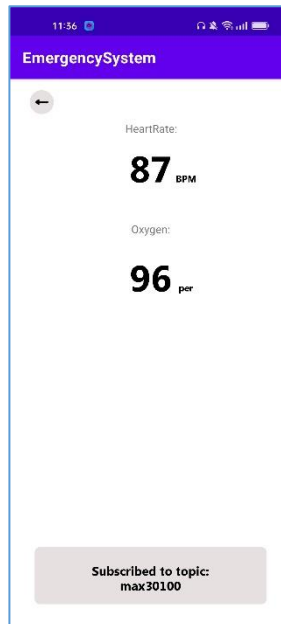 11:36
EmergencySystem
HeartRate:
87 BPM
Oxygen:
96 per
Subscribed to topic:
max30100